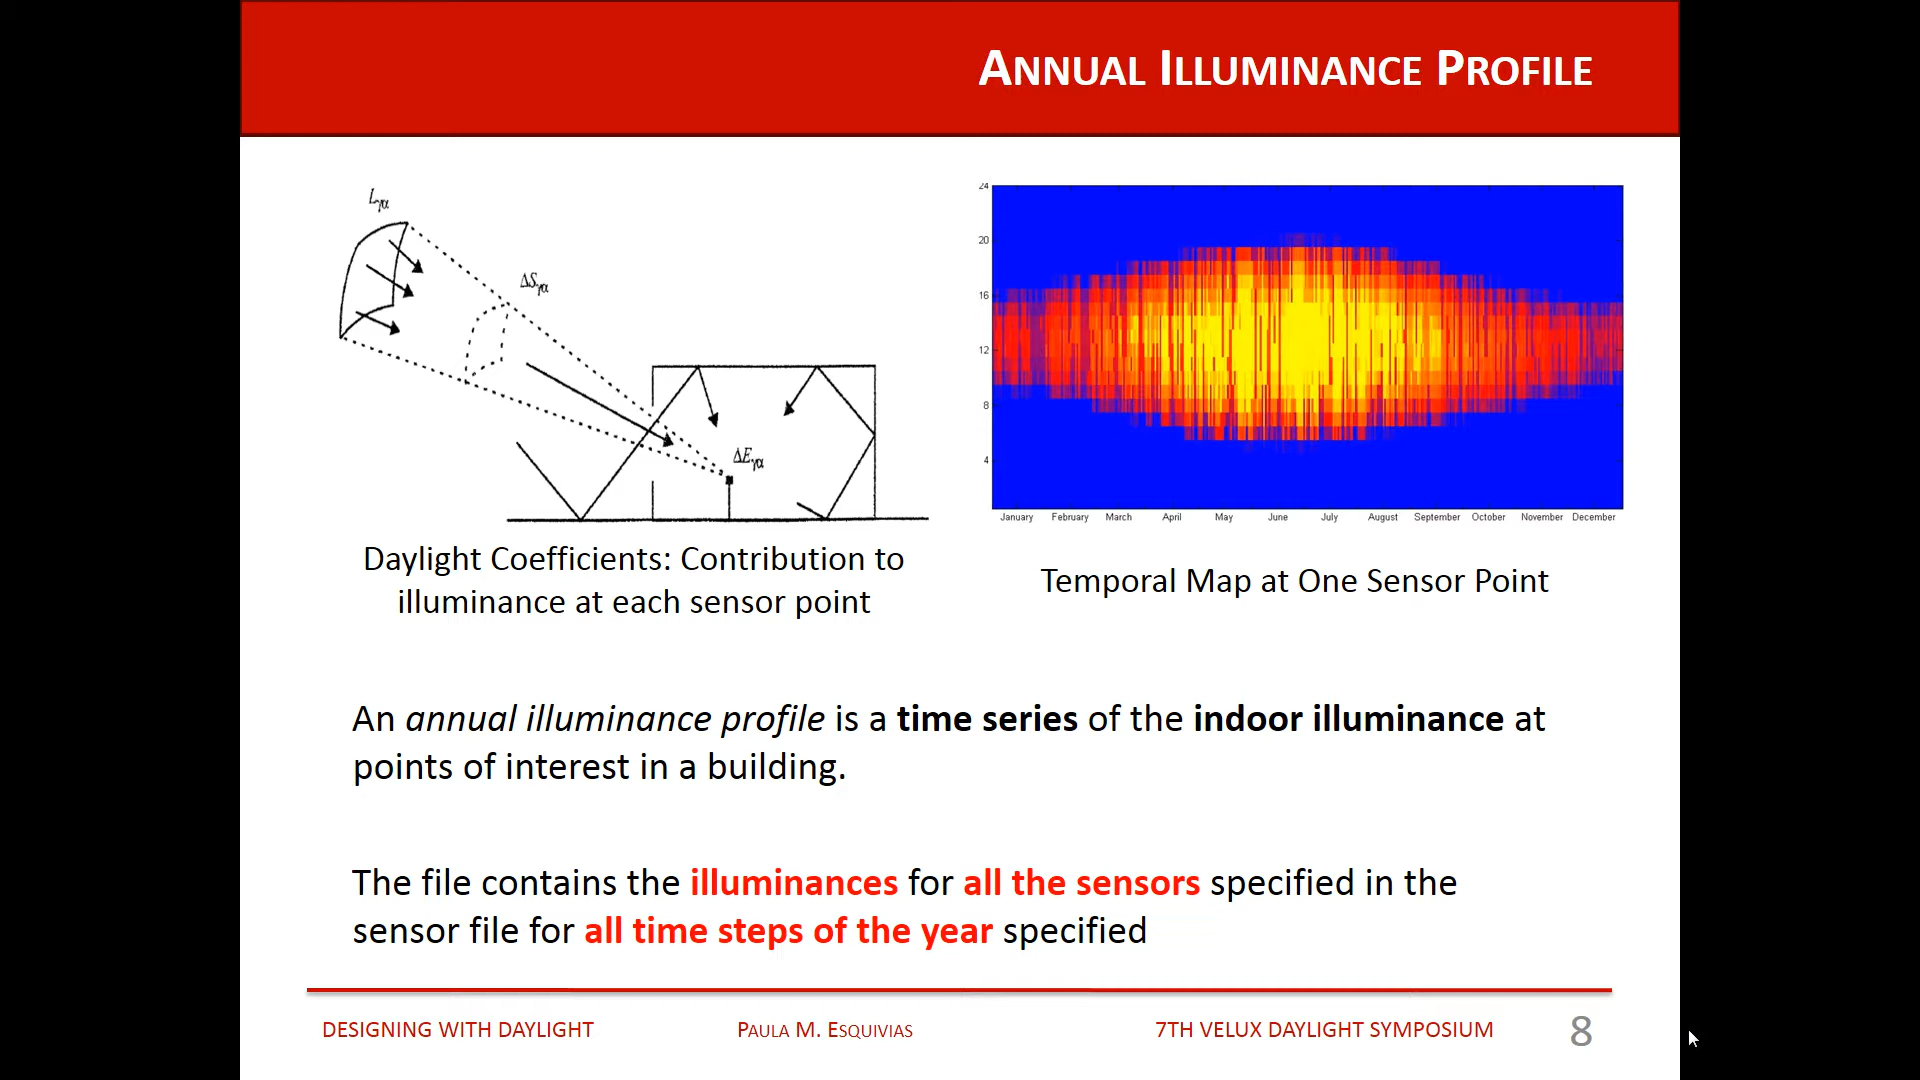 ANNUAL ILLUMINANCE PROFILE
Lγα
ΔSγα
ΔEγα
24
20
16
12
8
4
January February March April May June July August September October November December
Daylight Coefficients: Contribution to
illuminance at each sensor point
Temporal Map at One Sensor Point
An annual illuminance profile is a time series of the indoor illuminance at
points of interest in a building.
The file contains the illuminances for all the sensors specified in the
sensor file for all time steps of the year specified
DESIGNING WITH DAYLIGHT PAULA M. ESQUIVIAS 7TH VELUX DAYLIGHT SYMPOSIUM 8